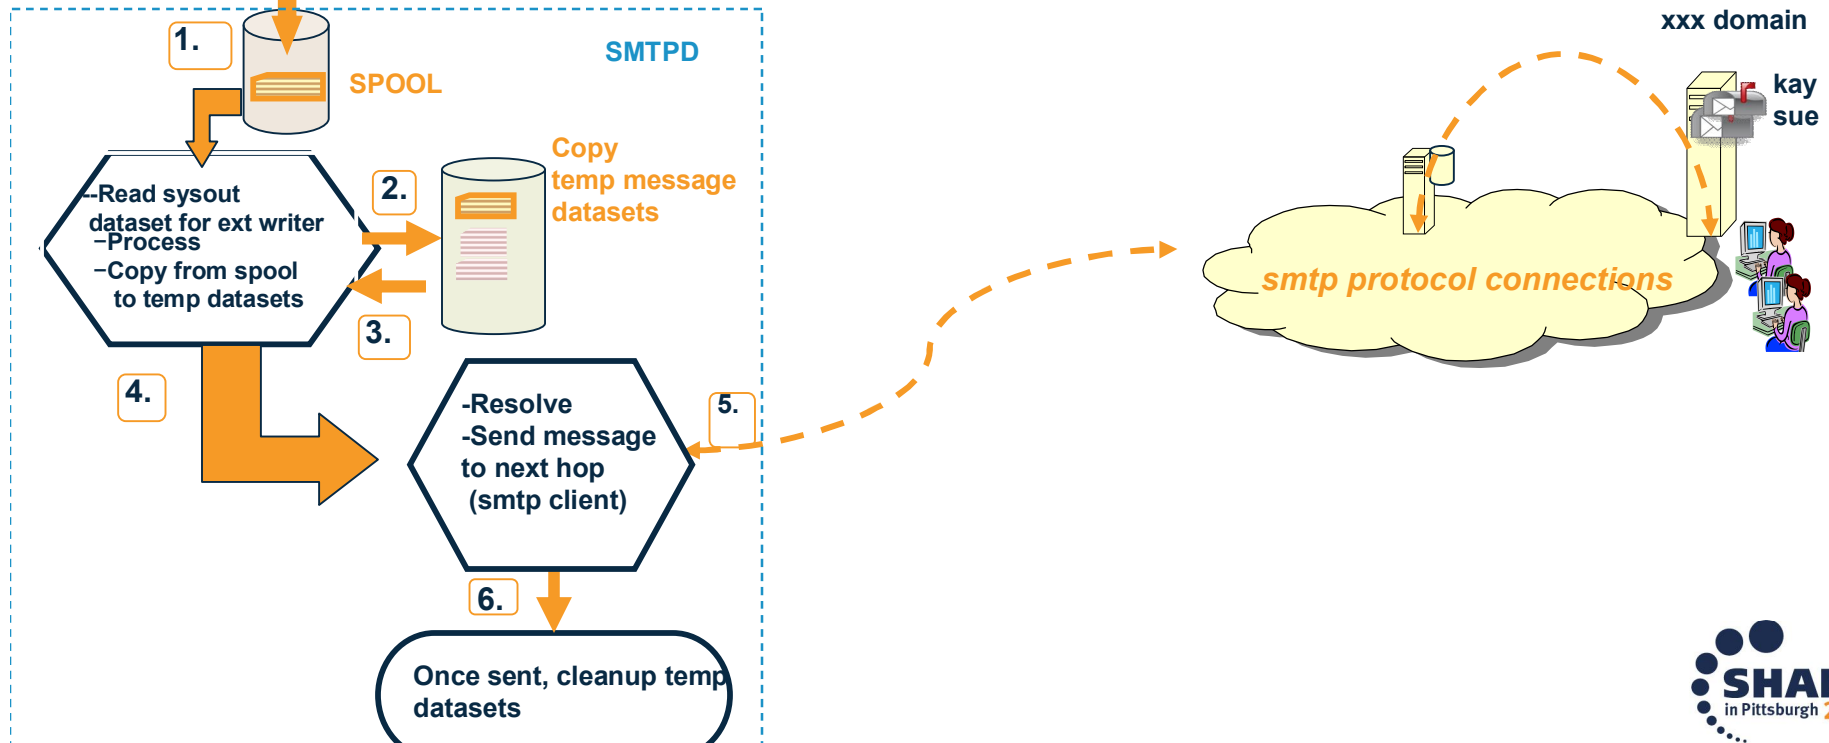 xxx domain
1.
SMTPD
SPOOL
kay
sue
Copy
temp message
datasets
2.
--Read sysout
dataset for ext writer
–Process
–Copy from spool
to temp datasets
smtp protocol connections
3.
4.
5.
-Resolve
-Send message
to next hop
(smtp client)
6.
Once sent, cleanup temp
datasets
in Pittsburgh